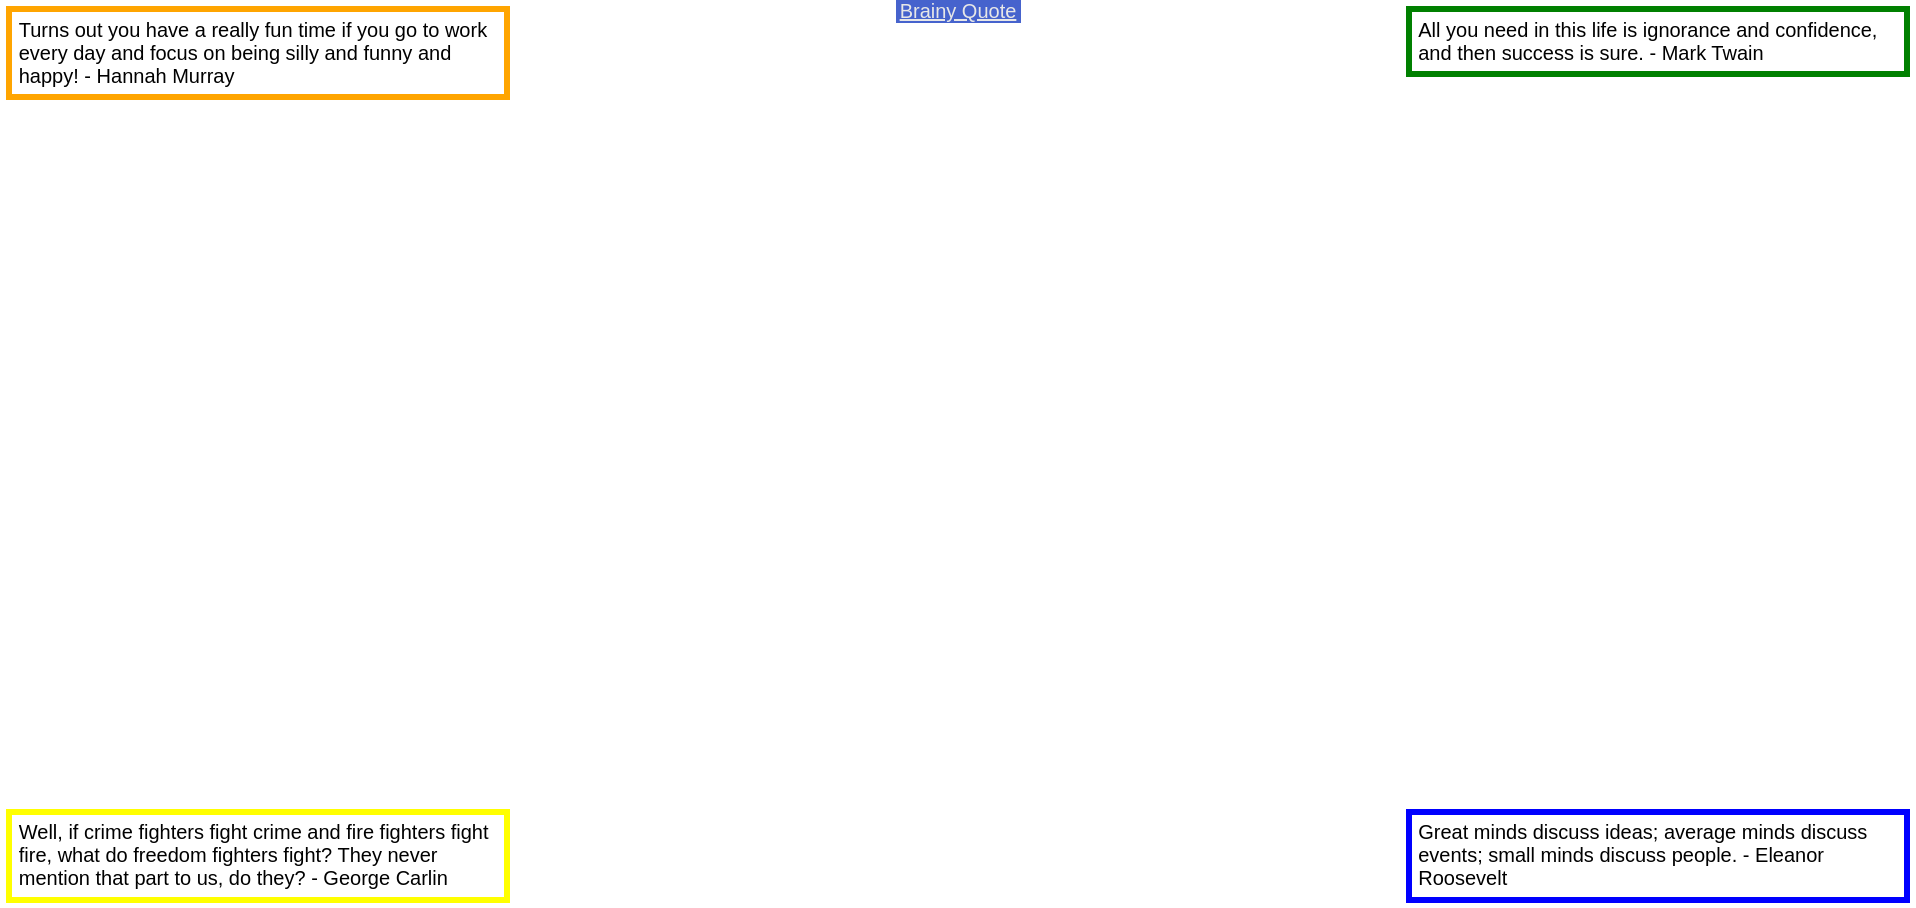 Turns out you have a really fun time if you go to work
every day and focus on being silly and funny and
happy! - Hannah Murray
Brainy Quote
All you need in this life is ignorance and confidence,
and then success is sure. - Mark Twain
Well, if crime fighters fight crime and fire fighters fight
fire, what do freedom fighters fight? They never
mention that part to us, do they? - George Carlin
Great minds discuss ideas; average minds discuss
events; small minds discuss people. - Eleanor
Roosevelt